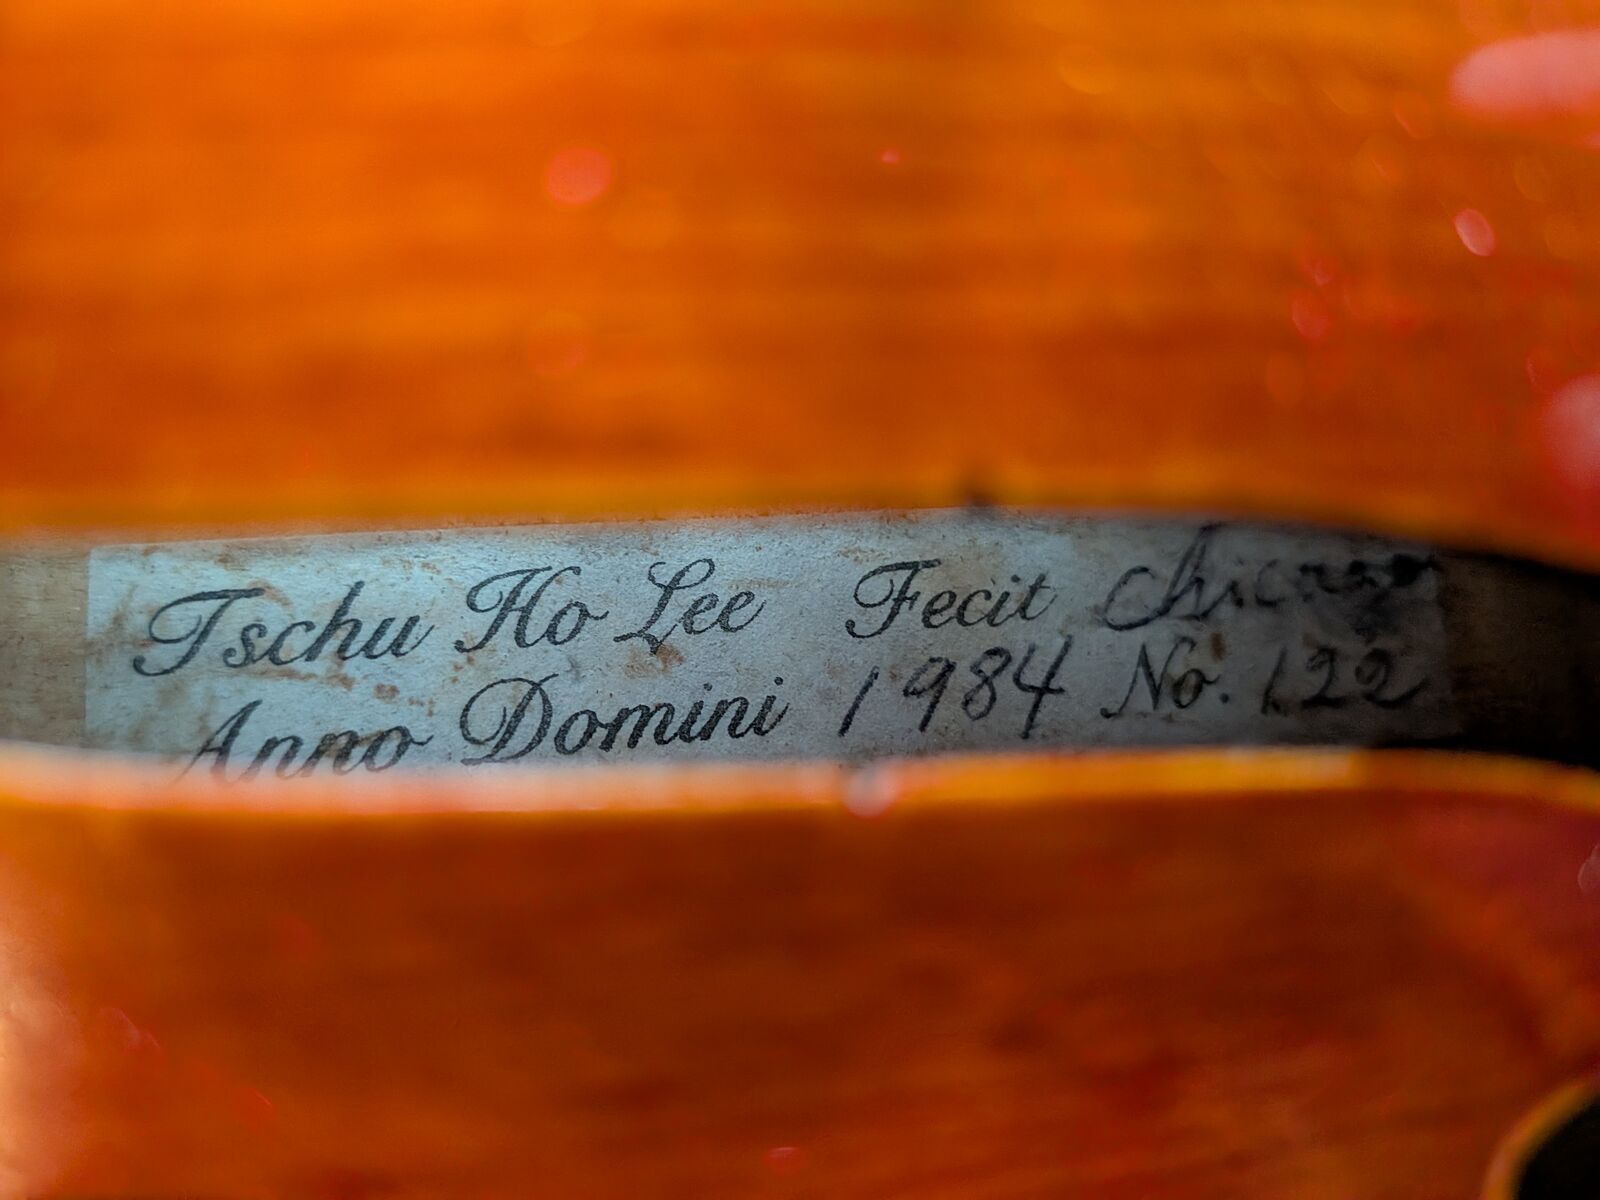 Tschu Ho Lee Fecit Chicago
Anno Domini 1984 No. 122